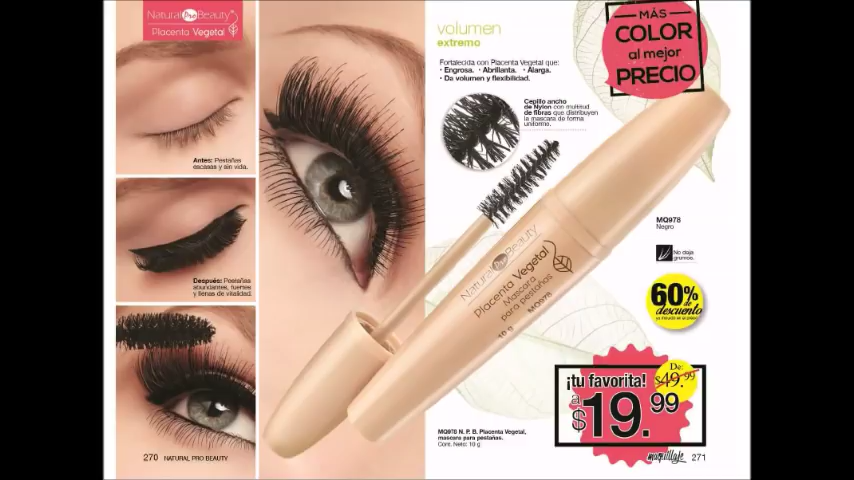 Natural Pro Beauty
Placenta Vegetal
Antes: Pestañas
escasas y sin vida.
Después: Pestañas
abundantes, fuertes
y llenas de vitalidad.
270 NATURAL PRO BEAUTY
volumen
extremo
Fortalecida con Placenta Vegetal que:
• Engrosa. • Abrillanta. • Alarga.
• Da volumen y flexibilidad.
Cepillo ancho
de Nylon con multitud
de fibras que distribuyen
la mascara de forma
uniforme.
MÁS
COLOR
al mejor
PRECIO
Natural Pro Beauty
Placenta Vegetal
Mascara
para pestañas
10 g MQ978
MQ978
Negro
No deja
grumos.
60%
de
descuento
¡tu favorita!
De:
$49.99
a
$19.99
MQ978 N. P. B. Placenta Vegetal,
mascara para pestañas.
Cont. Neto: 10 g
maquillaje 271